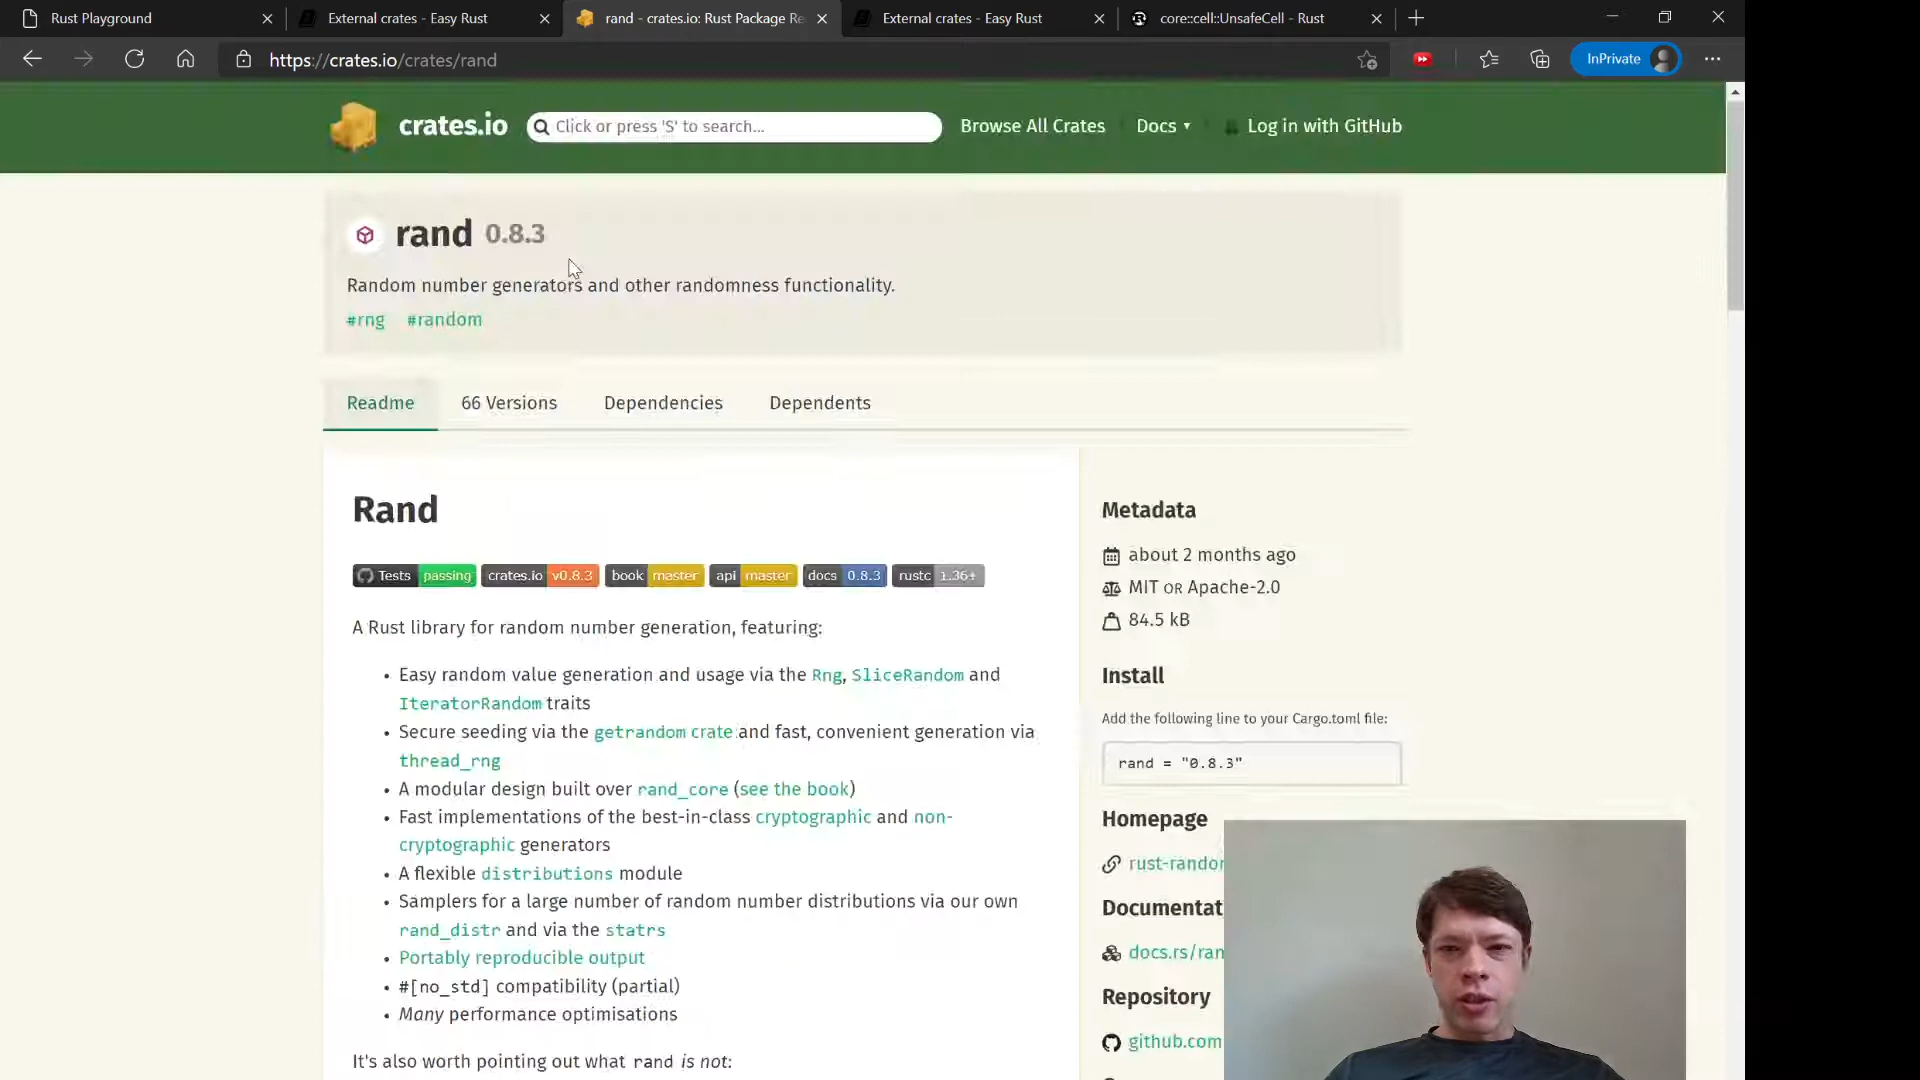 Rust Playground
External crates - Easy Rust
rand - crates.io: Rust Package Re
External crates - Easy Rust
core::cell::UnsafeCell - Rust
https://crates.io/crates/rand
InPrivate
crates.io
Click or press 'S' to search...
Browse All Crates
Docs
Log in with GitHub
rand 0.8.3
Random number generators and other randomness functionality.
#rng #random
Readme
66 Versions
Dependencies
Dependents
Rand
Tests passing crates.io v0.8.3 book master api master docs 0.8.3 rustc 1.36+
A Rust library for random number generation, featuring:
• Easy random value generation and usage via the Rng, SliceRandom and
IteratorRandom traits
• Secure seeding via the getrandom crate and fast, convenient generation via
thread_rng
• A modular design built over rand_core (see the book)
• Fast implementations of the best-in-class cryptographic and non-
cryptographic generators
• A flexible distributions module
• Samplers for a large number of random number distributions via our own
rand_distr and via the statrs
• Portably reproducible output
• #[no_std] compatibility (partial)
• Many performance optimisations
It's also worth pointing out what rand is not:
Metadata
about 2 months ago
MIT OR Apache-2.0
84.5 kB
Install
Add the following line to your Cargo.toml file:
rand = "0.8.3"
Homepage
rust-random
Documentat
docs.rs/ran
Repository
github.com